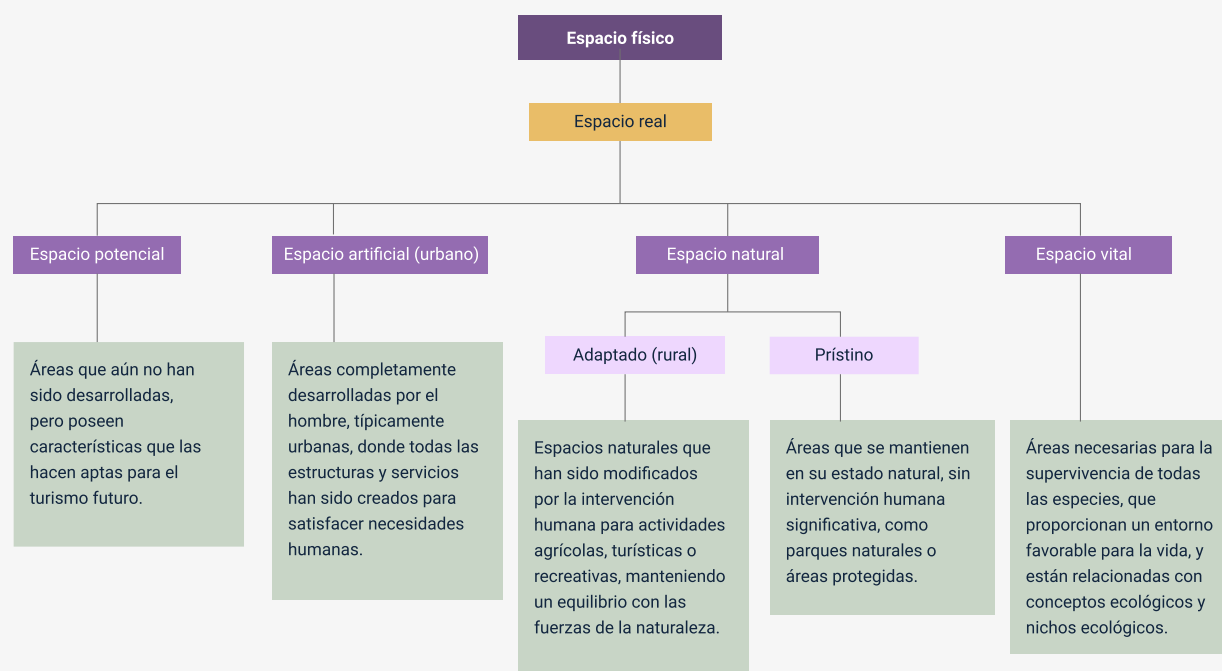 Espacio físico
Espacio real
Espacio potencial
Espacio artificial (urbano)
Espacio natural
Espacio vital
Adaptado (rural)
Prístino
Áreas que aún no han
sido desarrolladas,
pero poseen
características que las
hacen aptas para el
turismo futuro.
Áreas completamente
desarrolladas por el
hombre, típicamente
urbanas, donde todas las
estructuras y servicios
han sido creados para
satisfacer necesidades
humanas.
Espacios naturales que
han sido modificados
por la intervención
humana para actividades
agrícolas, turísticas o
recreativas, manteniendo
un equilibrio con las
fuerzas de la naturaleza.
Áreas que se mantienen
en su estado natural, sin
intervención humana
significativa, como
parques naturales o
áreas protegidas.
Áreas necesarias para la
supervivencia de todas
las especies, que
proporcionan un entorno
favorable para la vida, y
están relacionadas con
conceptos ecológicos y
nichos ecológicos.